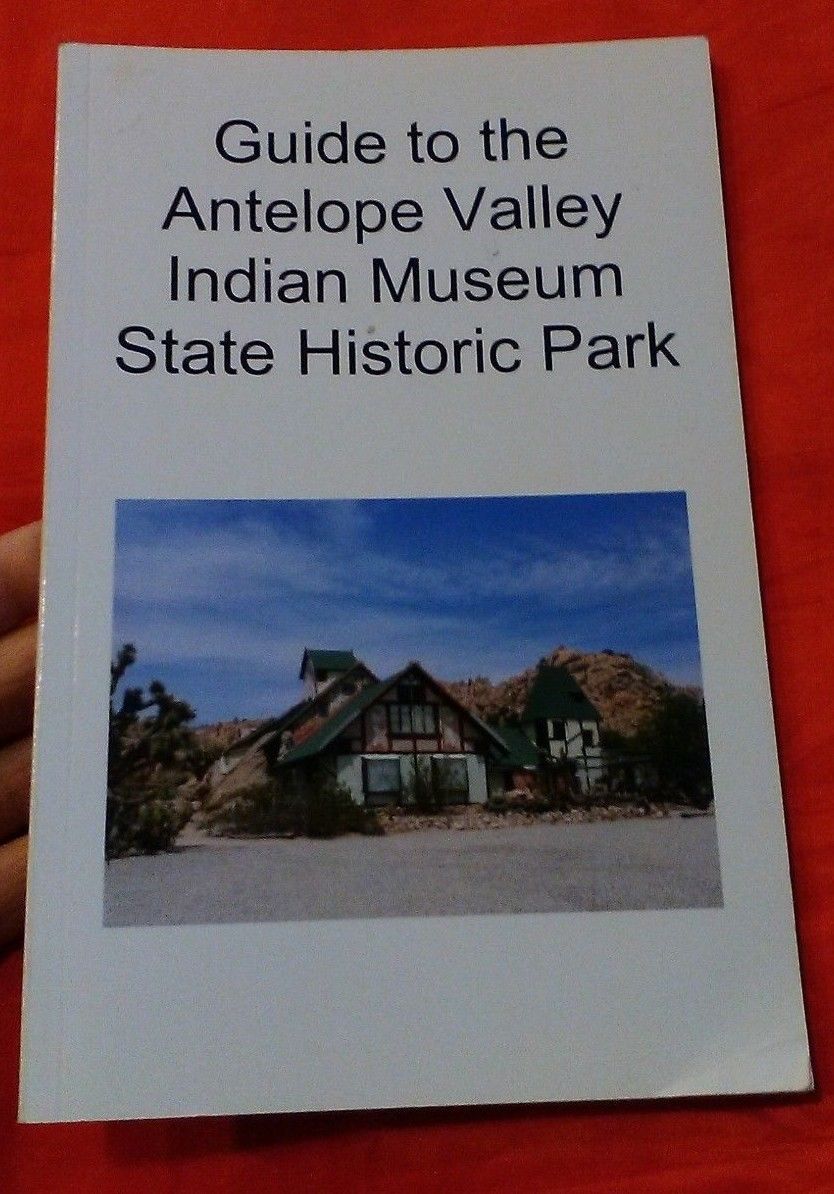 Guide to the
Antelope Valley
Indian Museum
State Historic Park